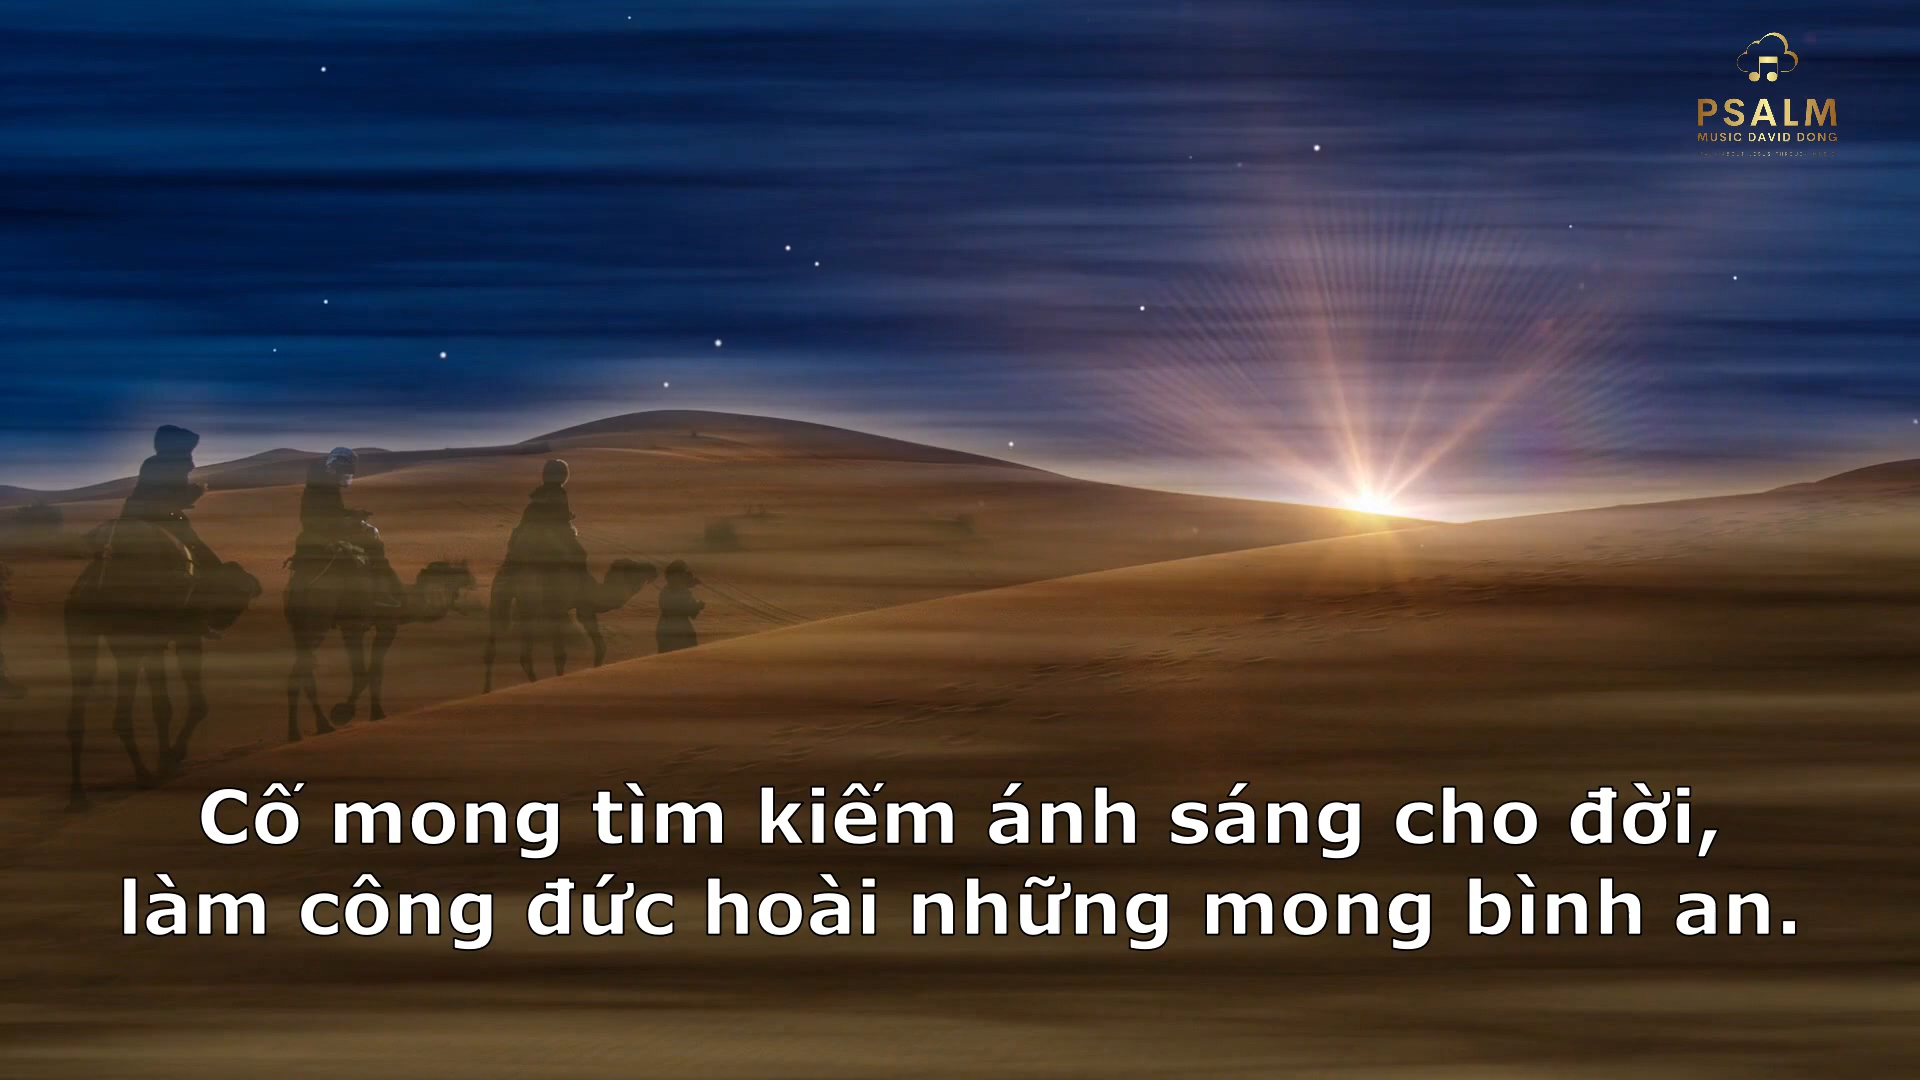 PSALM
MUSIC DAVID DONG
Cố mong tìm kiếm ánh sáng cho đời,
làm công đức hoài những mong bình an.